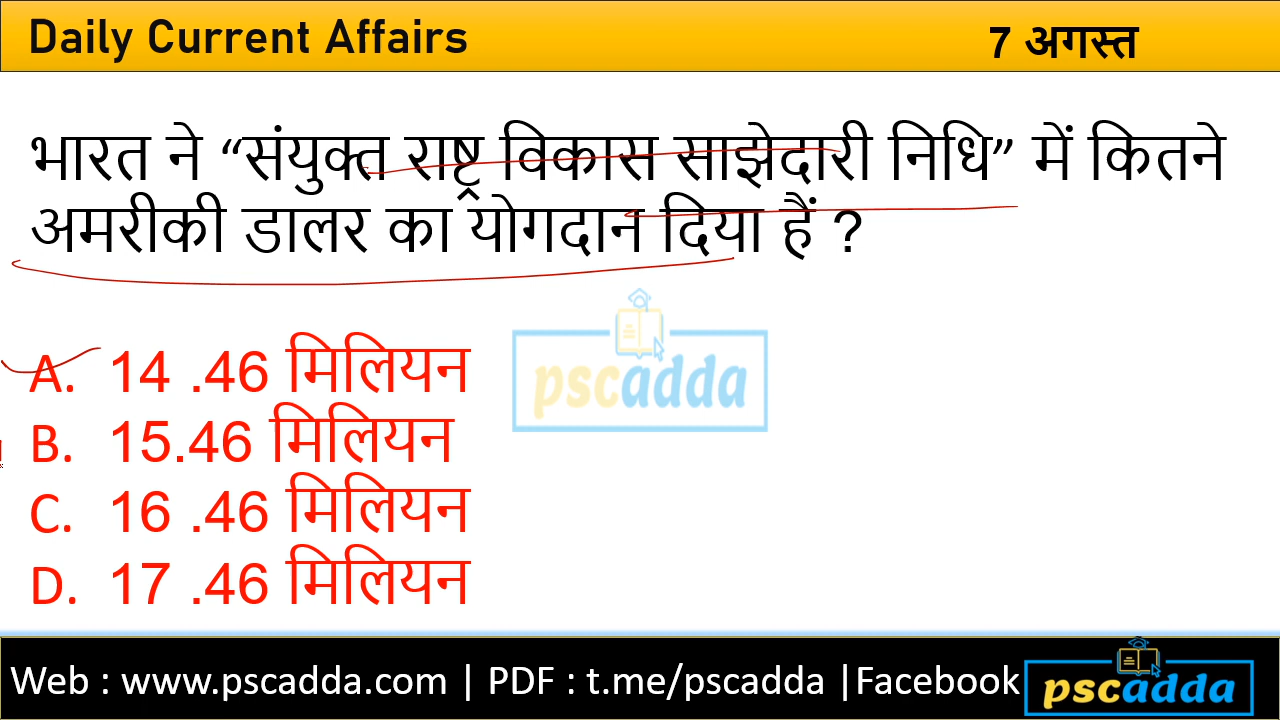 Daily Current Affairs
7 अगस्त
भारत ने “संयुक्त राष्ट्र विकास साझेदारी निधि” में कितने
अमरीकी डालर का योगदान दिया हैं ?
pscadda
A. 14 .46 मिलियन
B. 15.46 मिलियन
C. 16 .46 मिलियन
D. 17 .46 मिलियन
Web : www.pscadda.com | PDF : t.me/pscadda |Facebook
pscadda